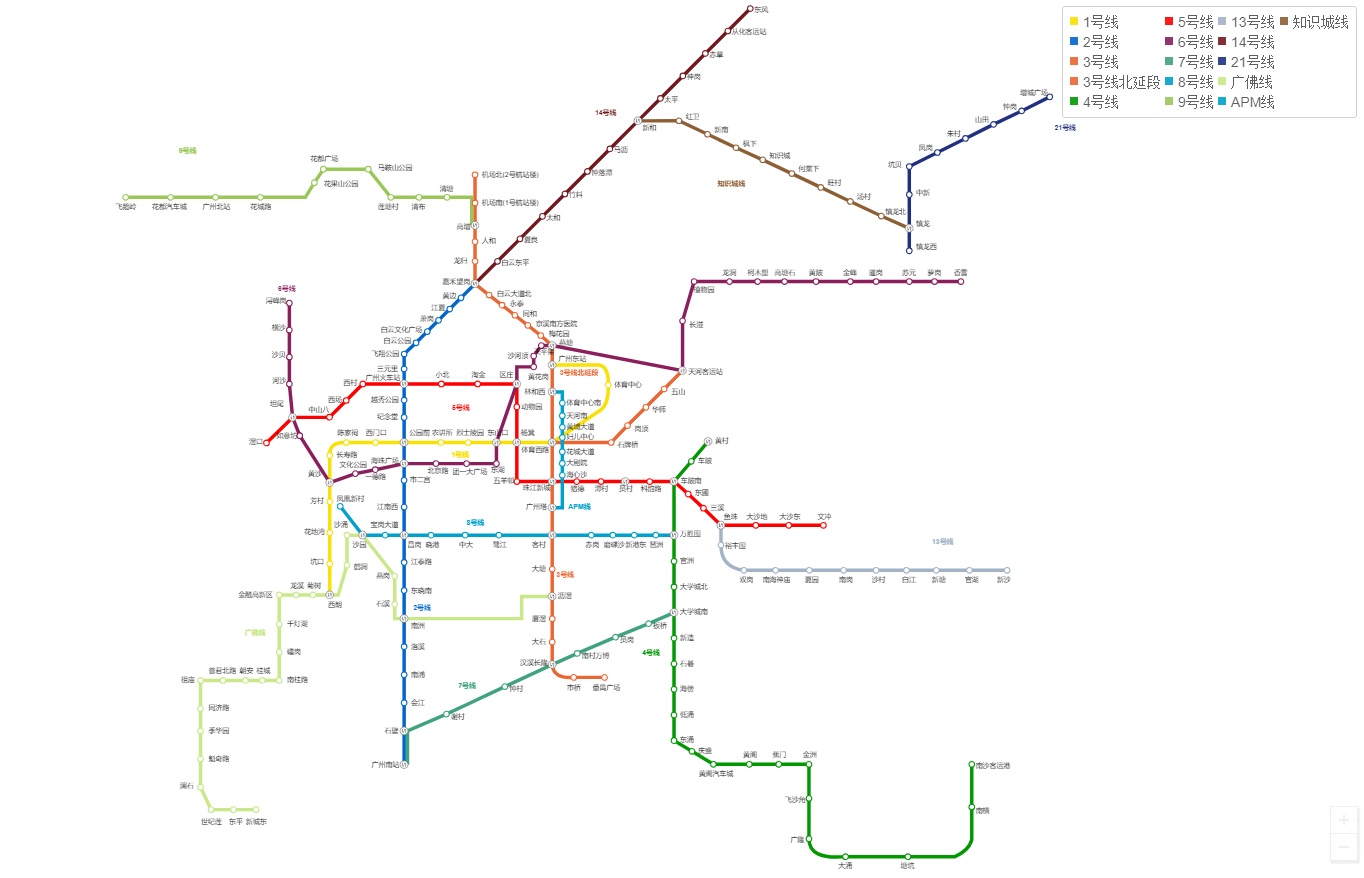 1号线
2号线
3号线
3号线北延段
4号线
5号线
6号线
7号线
8号线
9号线
13号线
14号线
21号线
广佛线
APM线
知识城线
东风
从化客运站
赤草
神岗
太平
14号线
新和
红卫
新南
枫下
知识城
何棠下
旺村
汤村
镇龙北
镇龙
镇龙西
知识城线
增城广场
钟岗
山田
朱村
凤岗
坑贝
中新
21号线
马沥
钟落潭
竹料
太和
夏良
白云东平
嘉禾望岗
9号线
飞鹅岭
花都汽车城
广州北站
花城路
花果山公园
花都广场
马鞍山公园
莲塘村
清布
清塘
高增
机场北(2号航站楼)
机场南(1号航站楼)
人和
龙归
白云大道北
永泰
同和
京溪南方医院
梅花园
燕塘
广州东站
3号线北延段
黄边
江夏
萧岗
白云文化广场
白云公园
飞翔公园
三元里
广州火车站
越秀公园
纪念堂
公园前
海珠广场
市二宫
江南西
昌岗
江泰路
东晓南
2号线
南洲
洛溪
南浦
会江
石壁
广州南站
6号线
浔峰岗
横沙
沙贝
河沙
坦尾
如意坊
黄沙
文化公园
一德路
北京路
团一大广场
东湖
东山口
区庄
黄花岗
沙河顶
天平架
天河客运站
长湴
植物园
龙洞
柯木塱
高塘石
黄陂
金峰
暹岗
苏元
萝岗
香雪
滘口
中山八
西场
西村
小北
淘金
5号线
动物园
杨箕
五羊邨
珠江新城
猎德
潭村
员村
科韵路
车陂南
东圃
三溪
鱼珠
大沙地
大沙东
文冲
裕丰围
双岗
南海神庙
夏园
南岗
沙村
白江
新塘
官湖
新沙
13号线
陈家祠
西门口
农讲所
烈士陵园
1号线
体育西路
体育中心
长寿路
芳村
花地湾
坑口
西朗
林和西
体育中心南
天河南
黄埔大道
妇儿中心
花城大道
大剧院
海心沙
广州塔
APM线
五山
华师
岗顶
石牌桥
黄村
车陂
万胜围
官洲
大学城北
大学城南
新造
4号线
石碁
海傍
低涌
东涌
庆盛
黄阁汽车城
黄阁
蕉门
金洲
飞沙角
广隆
大涌
塘坑
南横
南沙客运港
凤凰新村
沙涌
沙园
宝岗大道
晓港
中大
鹭江
8号线
客村
赤岗
磨碟沙
新港东
琶洲
大塘
3号线
沥滘
厦滘
大石
汉溪长隆
市桥
番禺广场
7号线
谢村
钟村
南村万博
员岗
板桥
燕岗
石溪
鹤洞
龙溪
菊树
金融高新区
千灯湖
广佛线
礌岗
南桂路
桂城
朝安
普君北路
祖庙
同济路
季华园
魁奇路
澜石
世纪莲
东平
新城东